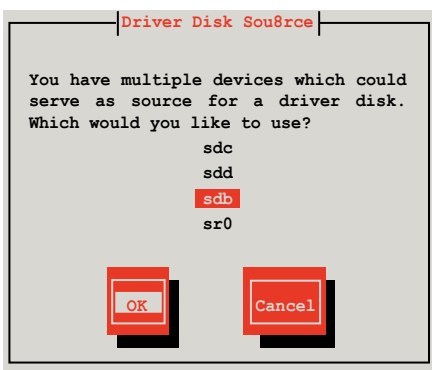 Driver Disk Sou8rce
You have multiple devices which could
serve as source for a driver disk.
Which would you like to use?
sdc
sdd
sdb
sr0
OK
Cancel